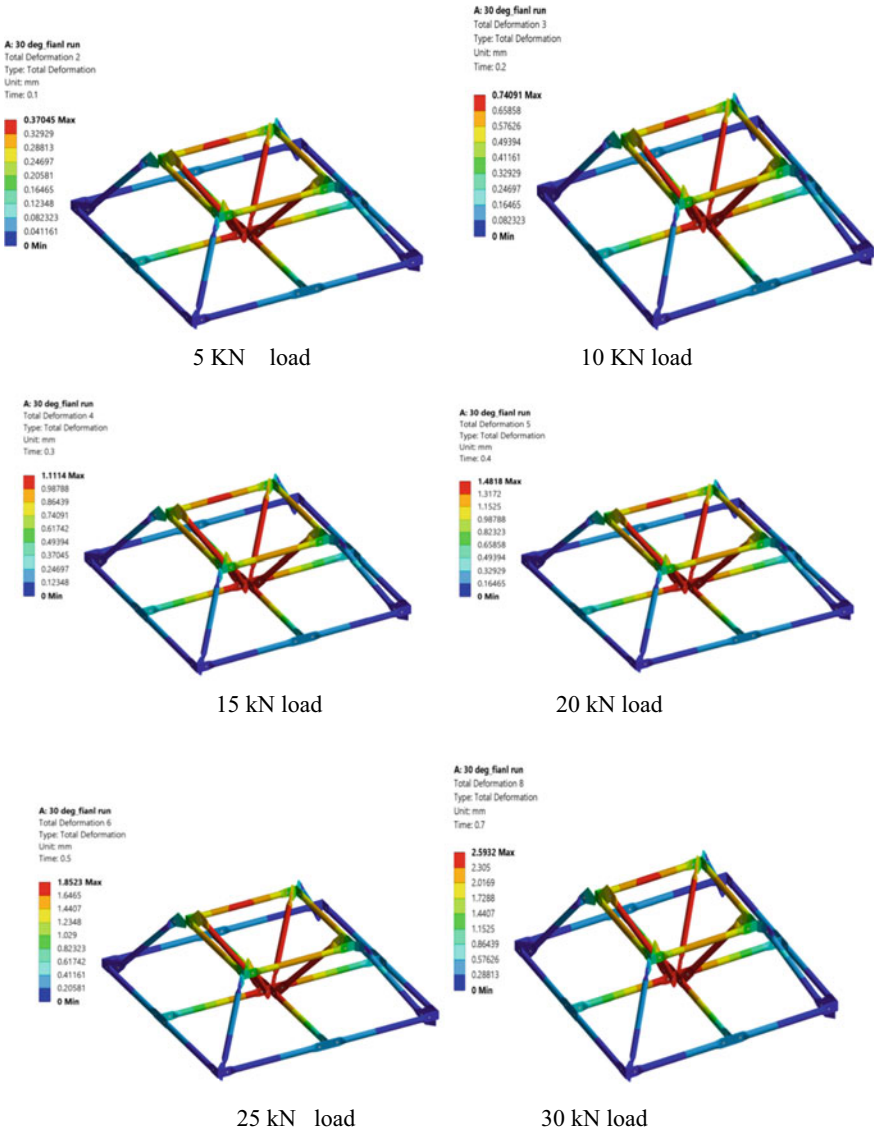 A: 30 deg_fianl run
Total Deformation 2
Type: Total Deformation
Unit: mm
Time: 0.1
0.37045 Max
0.32929
0.28813
0.24697
0.20581
0.16465
0.12348
0.082323
0.041161
0 Min
5 KN load
A: 30 deg_fianl run
Total Deformation 3
Type: Total Deformation
Unit: mm
Time: 0.2
0.74091 Max
0.65858
0.57626
0.49394
0.41161
0.32929
0.24697
0.16465
0.082323
0 Min
10 KN load
A: 30 deg_fianl run
Total Deformation 4
Type: Total Deformation
Unit: mm
Time: 0.3
1.1114 Max
0.98788
0.86439
0.74091
0.61742
0.49394
0.37045
0.24697
0.12348
0 Min
15 kN load
A: 30 deg_fianl run
Total Deformation 5
Type: Total Deformation
Unit: mm
Time: 0.4
1.4818 Max
1.3172
1.1525
0.98788
0.82323
0.65858
0.49394
0.32929
0.16465
0 Min
20 kN load
A: 30 deg_fianl run
Total Deformation 6
Type: Total Deformation
Unit: mm
Time: 0.5
1.8523 Max
1.6465
1.4407
1.2348
1.029
0.82323
0.61742
0.41161
0.20581
0 Min
25 kN load
A: 30 deg_fianl run
Total Deformation 8
Type: Total Deformation
Unit: mm
Time: 0.7
2.5932 Max
2.305
2.0169
1.7288
1.4407
1.1525
0.86439
0.57626
0.28813
0 Min
30 kN load